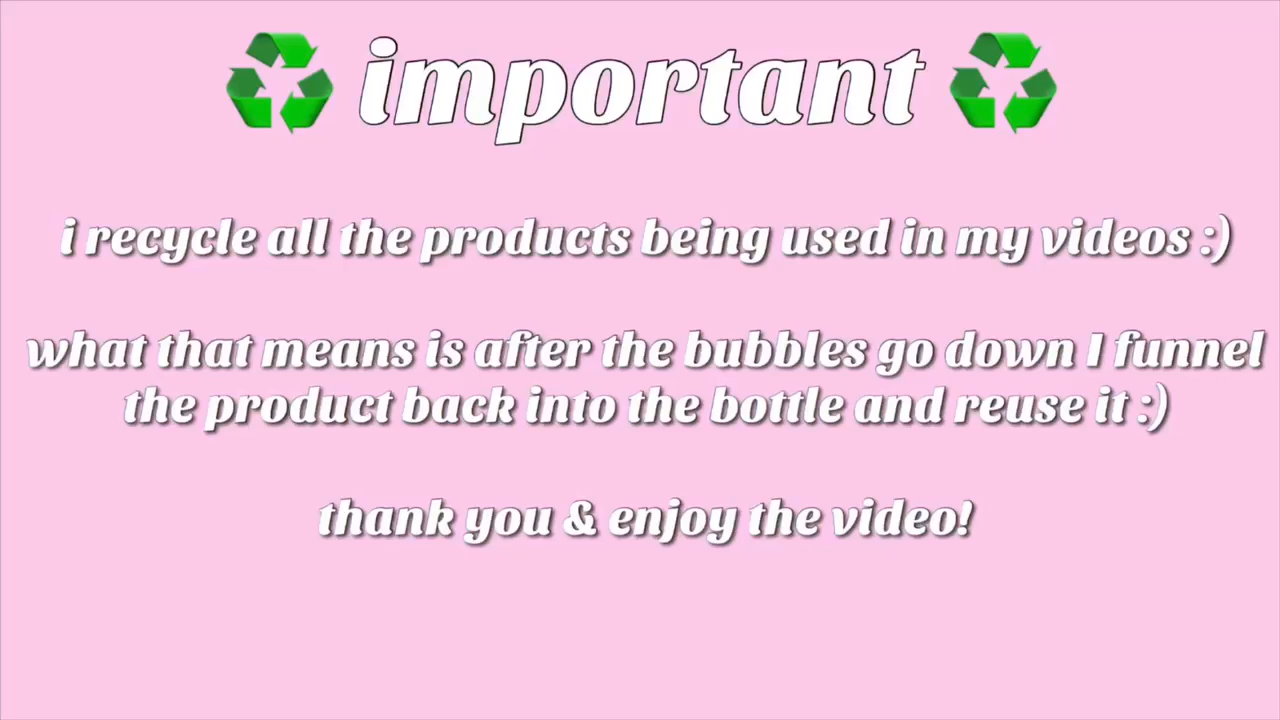 important
i recycle all the products being used in my videos :)
what that means is after the bubbles go down I funnel
the product back into the bottle and reuse it :)
thank you & enjoy the video!